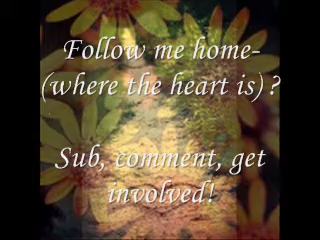 Follow me home-
(where the heart is)?
Sub, comment, get
involved!